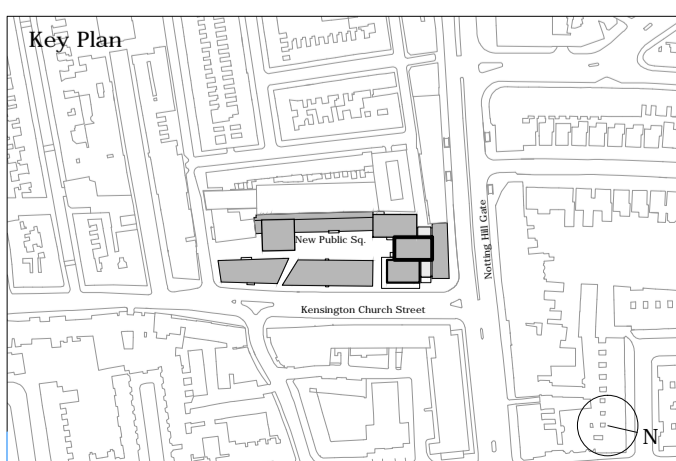 Key Plan
Notting Hill Gate
New Public Sq.
Kensington Church Street
N